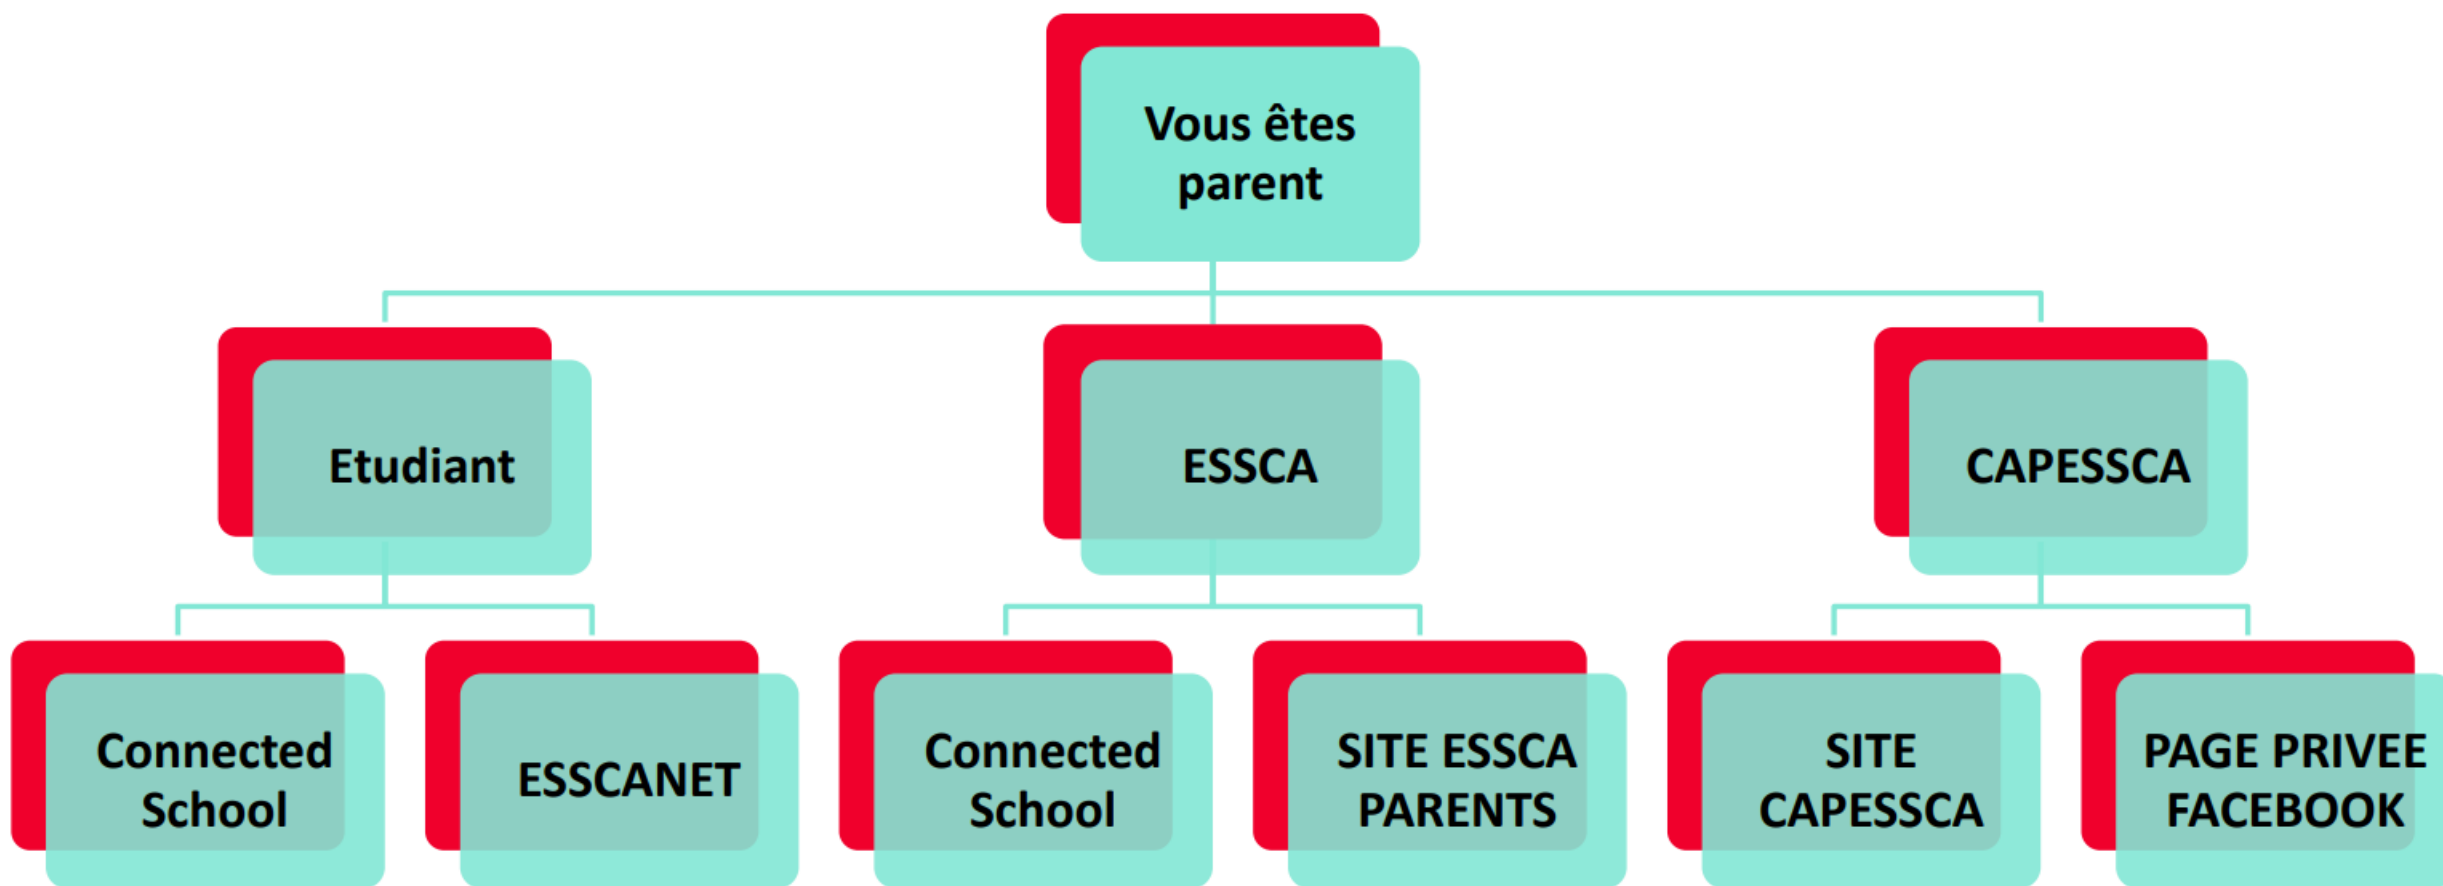 Vous êtes
parent
Etudiant
ESSCA
CAPESSCA
Connected
School
ESSCANET
Connected
School
SITE ESSCA
PARENTS
SITE
CAPESSCA
PAGE PRIVEE
FACEBOOK